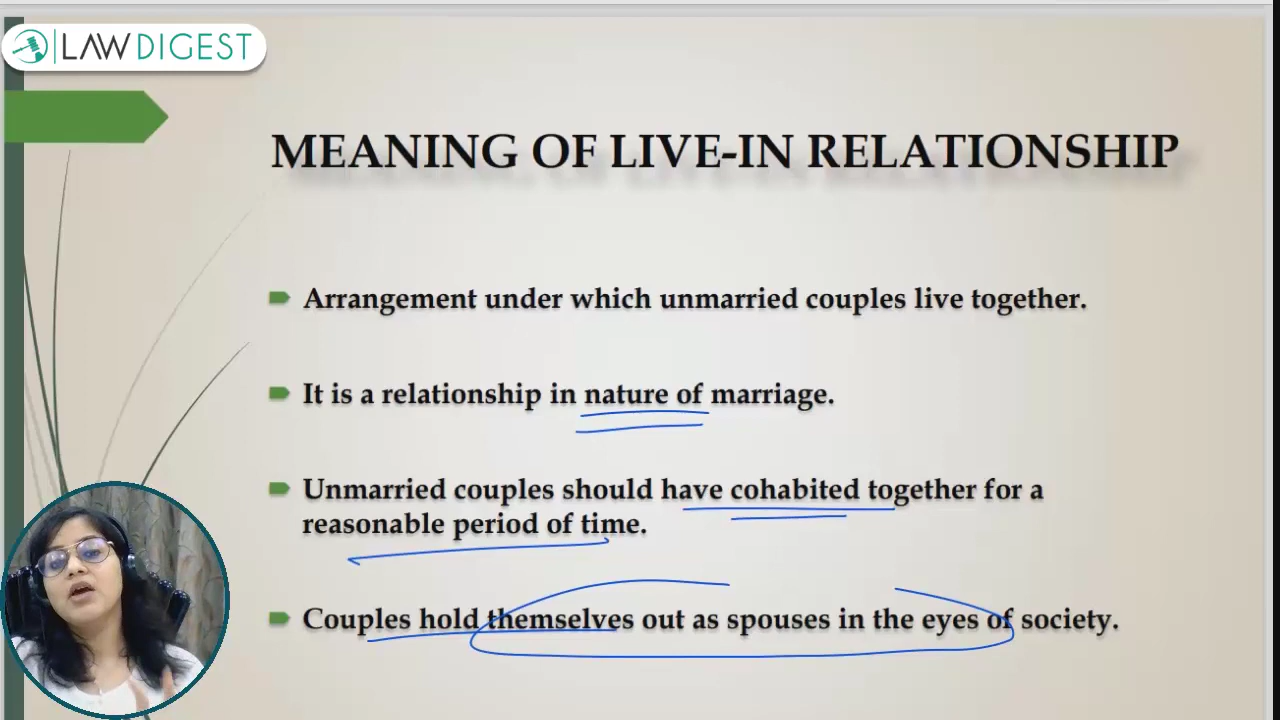 LAW DIGEST
MEANING OF LIVE-IN RELATIONSHIP
Arrangement under which unmarried couples live together.
It is a relationship in nature of marriage.
Unmarried couples should have cohabited together for a
reasonable period of time.
Couples hold themselves out as spouses in the eyes of society.